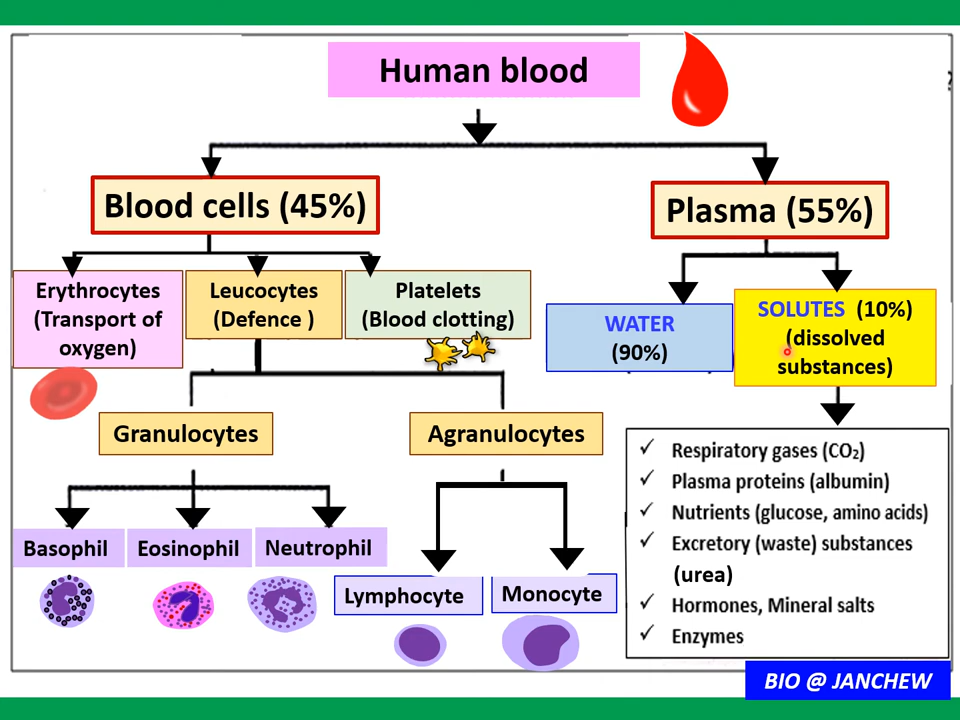 Human blood
Blood cells (45%)
Plasma (55%)
Erythrocytes
(Transport of
oxygen)
Leucocytes
(Defence )
Platelets
(Blood clotting)
WATER
(90%)
SOLUTES (10%)
(dissolved
substances)
Granulocytes
Agranulocytes
Basophil
Eosinophil
Neutrophil
Lymphocyte
Monocyte
✓ Respiratory gases (CO₂)
✓ Plasma proteins (albumin)
✓ Nutrients (glucose, amino acids)
✓ Excretory (waste) substances
(urea)
✓ Hormones, Mineral salts
✓ Enzymes
BIO @ JANCHEW